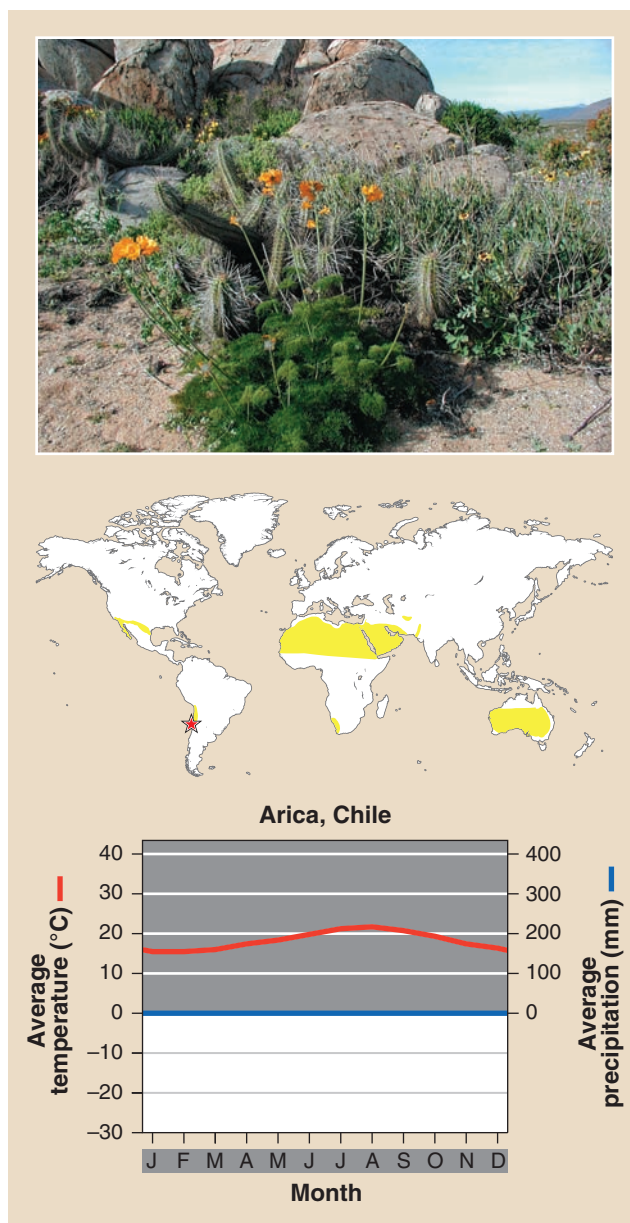 Arica, Chile
Average
temperature (°C)
40
30
20
10
0
–10
–20
–30
400
300
200
100
0
Average
precipitation (mm)
J F M A M J J A S O N D
Month